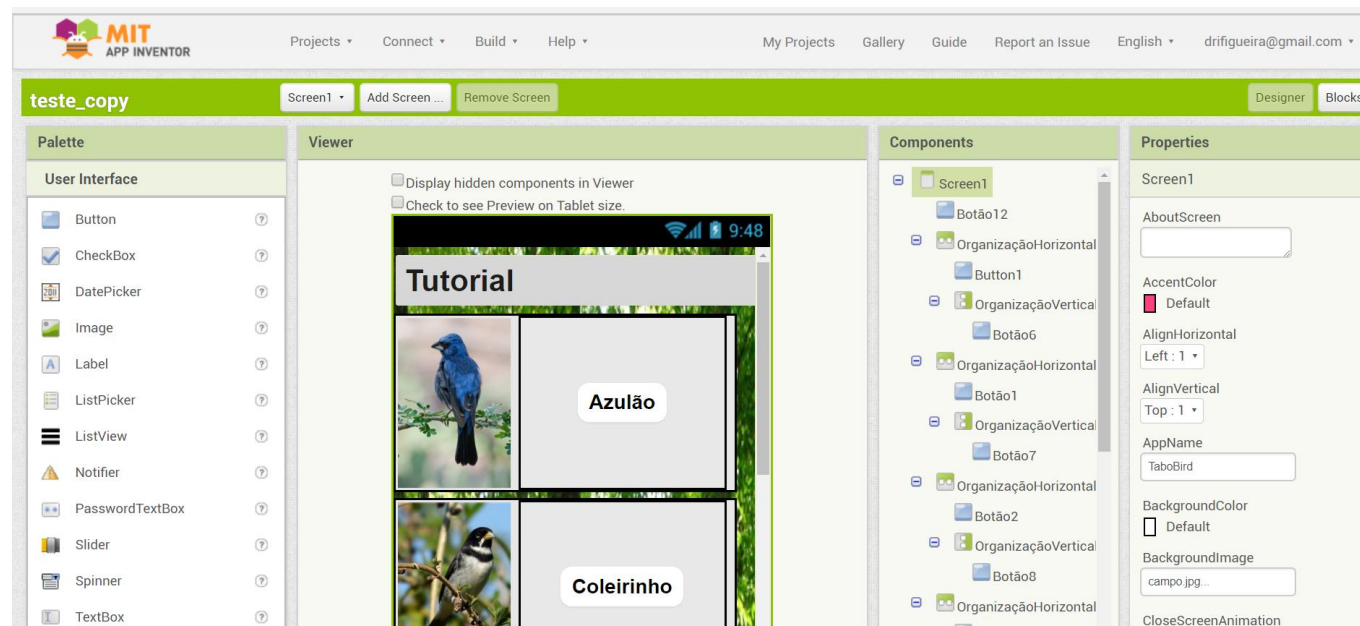 MIT
APP INVENTOR
Projects Connect Build Help My Projects Gallery Guide Report an Issue English drifigueira@gmail.com
teste_copy Screen1 Add Screen ... Remove Screen Designer Blocks
Palette
User Interface
Button
CheckBox
DatePicker
Image
Label
ListPicker
ListView
Notifier
PasswordTextBox
Slider
Spinner
TextBox
Viewer
Display hidden components in Viewer
Check to see Preview on Tablet size.
9:48
Tutorial
Azulão
Coleirinho
Components
Screen1
Botão12
OrganizaçãoHorizontal
Button1
OrganizaçãoVertical
Botão6
OrganizaçãoHorizontal
Botão1
OrganizaçãoVertical
Botão7
OrganizaçãoHorizontal
Botão2
OrganizaçãoVertical
Botão8
OrganizaçãoHorizontal
Properties
Screen1
AboutScreen
AccentColor
Default
AlignHorizontal
Left : 1
AlignVertical
Top : 1
AppName
TaboBird
BackgroundColor
Default
BackgroundImage
campo.jpg...
CloseScreenAnimation